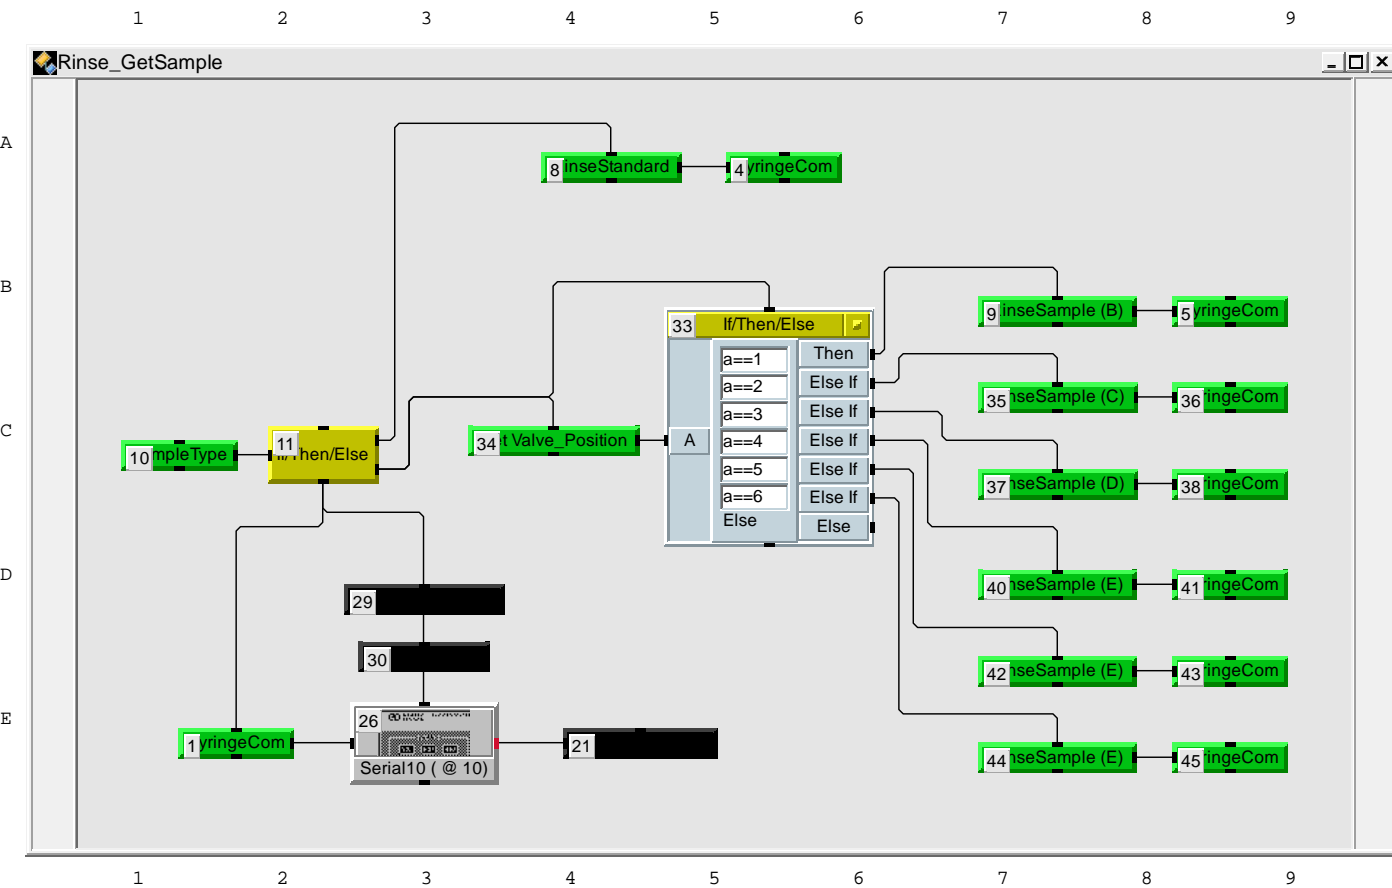 1 2 3 4 5 6 7 8 9
Rinse_GetSample
A
8 inseStandard
4 yringeCom
B
9 inseSample (B)
5 yringeCom
33 If/Then/Else
a==1 Then
a==2 Else If
35 nseSample (C)
36 ringeCom
a==3 Else If
C
10 mpleType
11 If/Then/Else
34 t Valve_Position
A
a==4 Else If
a==5 Else If
37 nseSample (D)
38 ringeCom
a==6 Else If
Else Else
D
29
40 nseSample (E)
41 ringeCom
30
42 nseSample (E)
43 ringeCom
E
1 yringeCom
26
21
Serial10 ( @ 10)
44 nseSample (E)
45 ringeCom
1 2 3 4 5 6 7 8 9